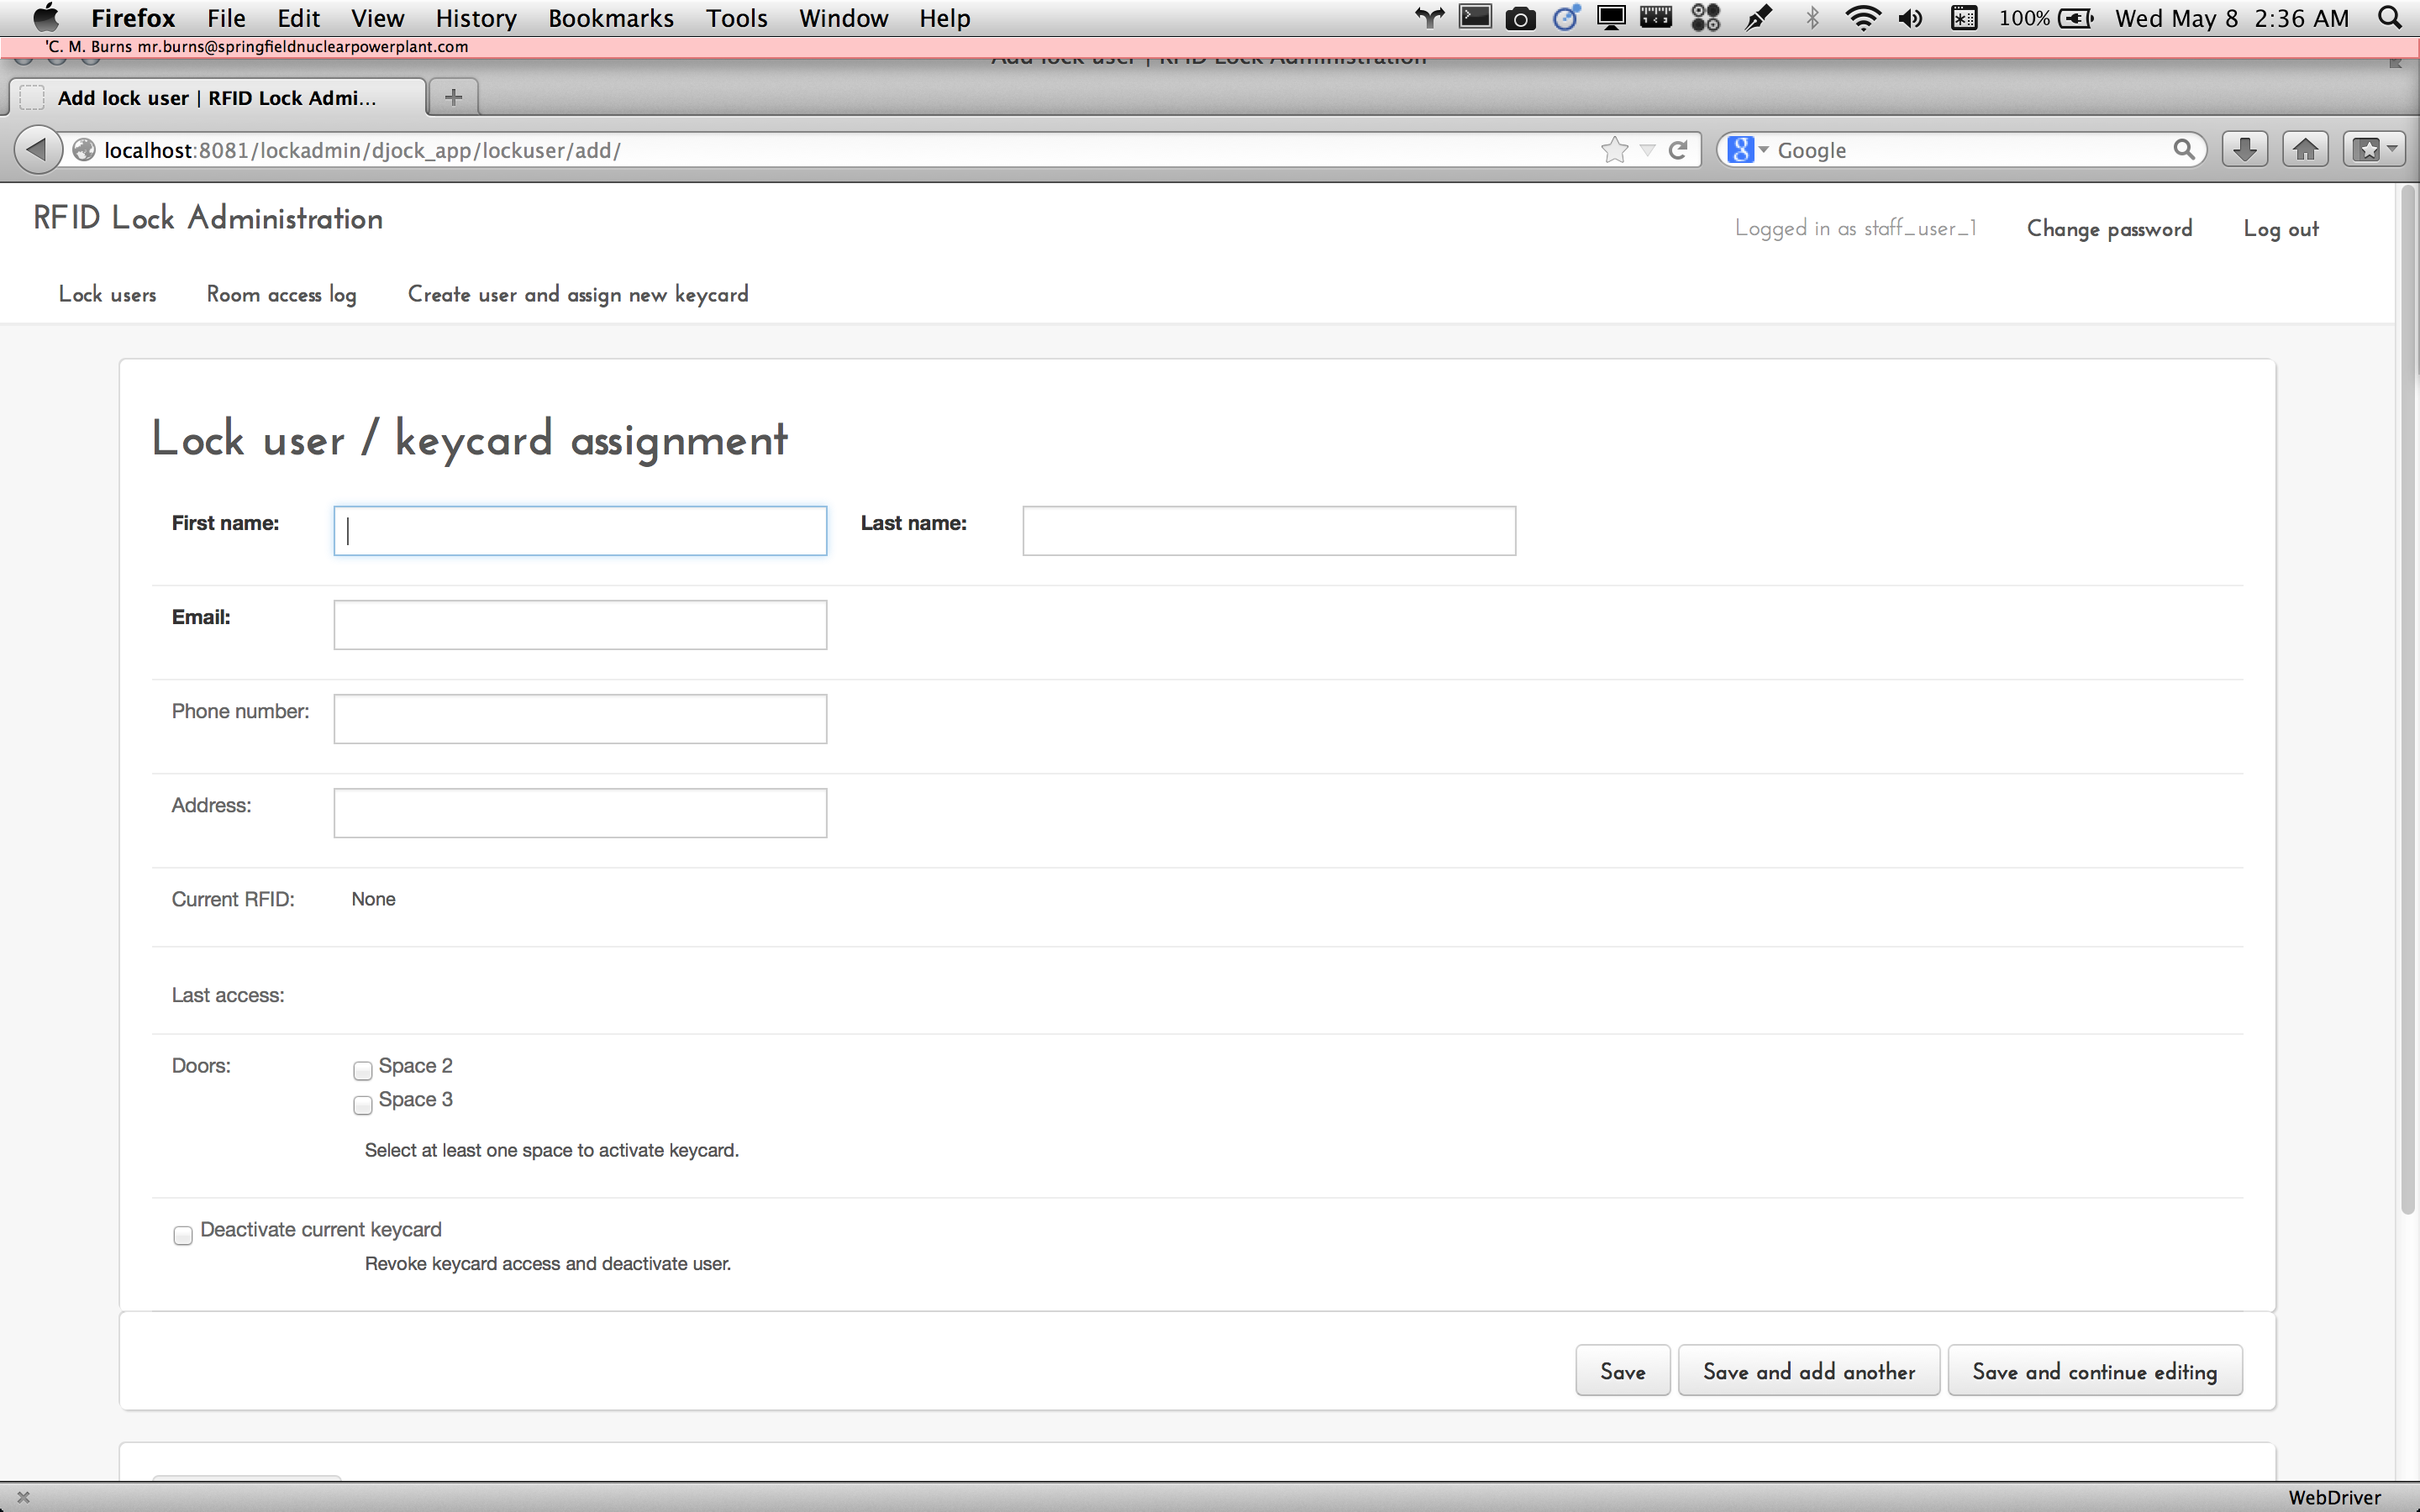 Firefox File Edit View History Bookmarks Tools Window Help 100% Wed May 8 2:36 AM
'C. M. Burns mr.burns@springfieldnuclearpowerplant.com
Add lock user | RFID Lock Administration
Add lock user | RFID Lock Admi...
localhost:8081/lockadmin/djock_app/lockuser/add/ Google
RFID Lock Administration
Logged in as staff_user_1 Change password Log out
Lock users Room access log Create user and assign new keycard
Lock user / keycard assignment
First name: Last name:
Email:
Phone number:
Address:
Current RFID: None
Last access:
Doors: Space 2
Space 3
Select at least one space to activate keycard.
Deactivate current keycard
Revoke keycard access and deactivate user.
Save Save and add another Save and continue editing
WebDriver